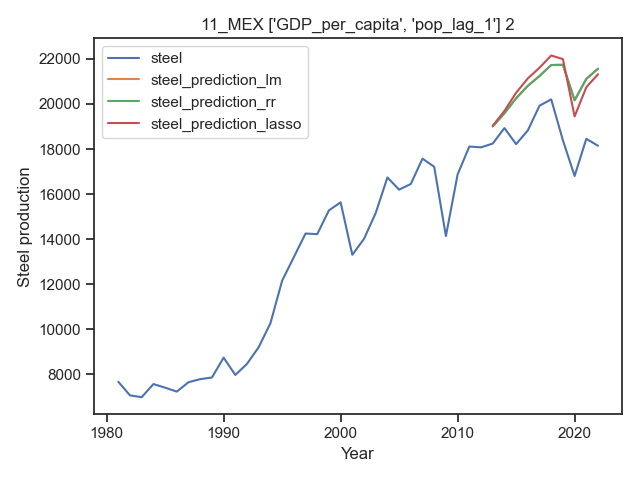 11_MEX ['GDP_per_capita', 'pop_lag_1'] 2
steel
steel_prediction_lm
steel_prediction_rr
steel_prediction_lasso
Steel production
22000
20000
18000
16000
14000
12000
10000
8000
1980
1990
2000
2010
2020
Year